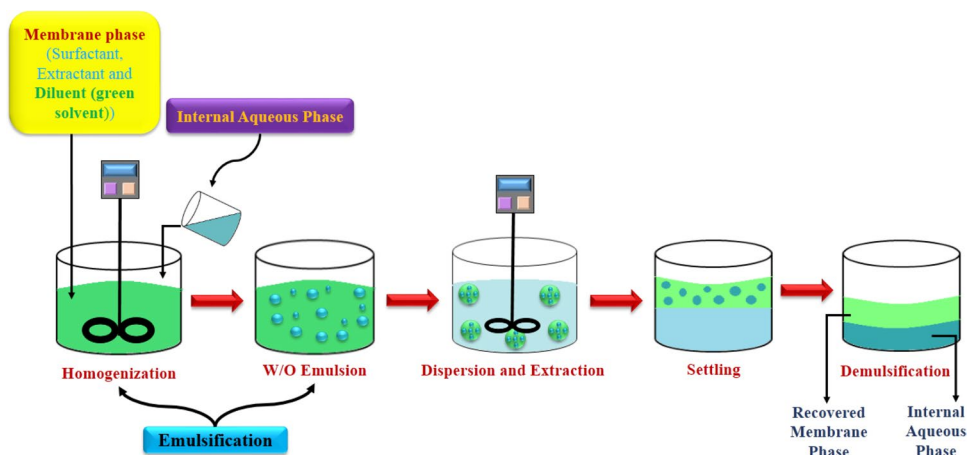 Membrane phase
(Surfactant,
Extractant and
Diluent (green
solvent))
Internal Aqueous Phase
Homogenization
W/O Emulsion
Dispersion and Extraction
Settling
Demulsification
Emulsification
Recovered
Membrane
Phase
Internal
Aqueous
Phase